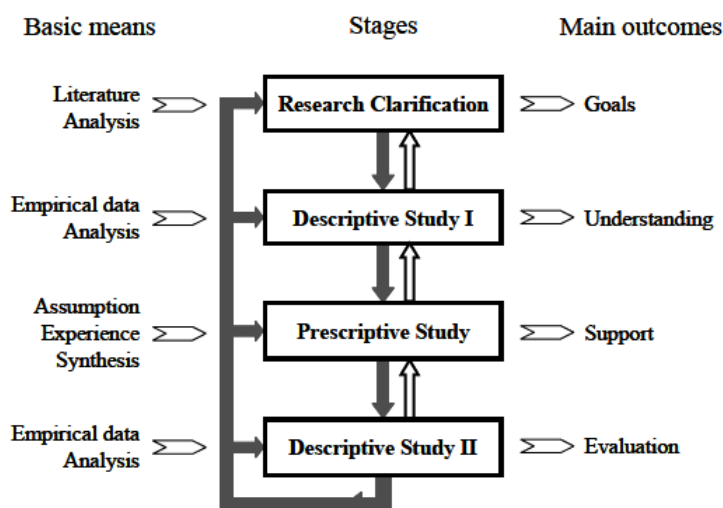 Basic means
Stages
Main outcomes
Literature
Analysis
Research Clarification
Goals
Empirical data
Analysis
Descriptive Study I
Understanding
Assumption
Experience
Synthesis
Prescriptive Study
Support
Empirical data
Analysis
Descriptive Study II
Evaluation